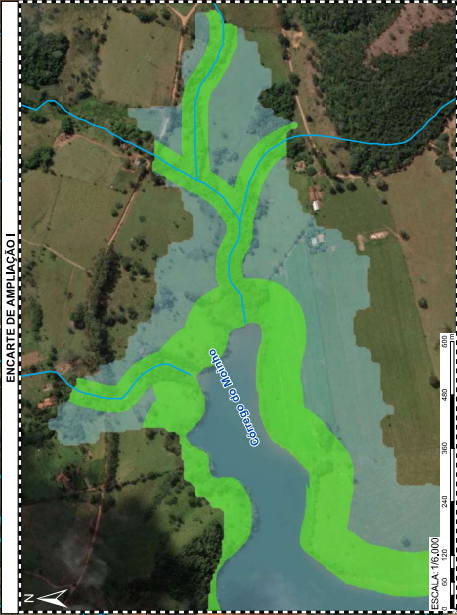 ENCARTE DE AMPLIAÇÃO I
Córrego do Moinho
N
ESCALA: 1/6.000
0 60 120 240 360 480 600
m